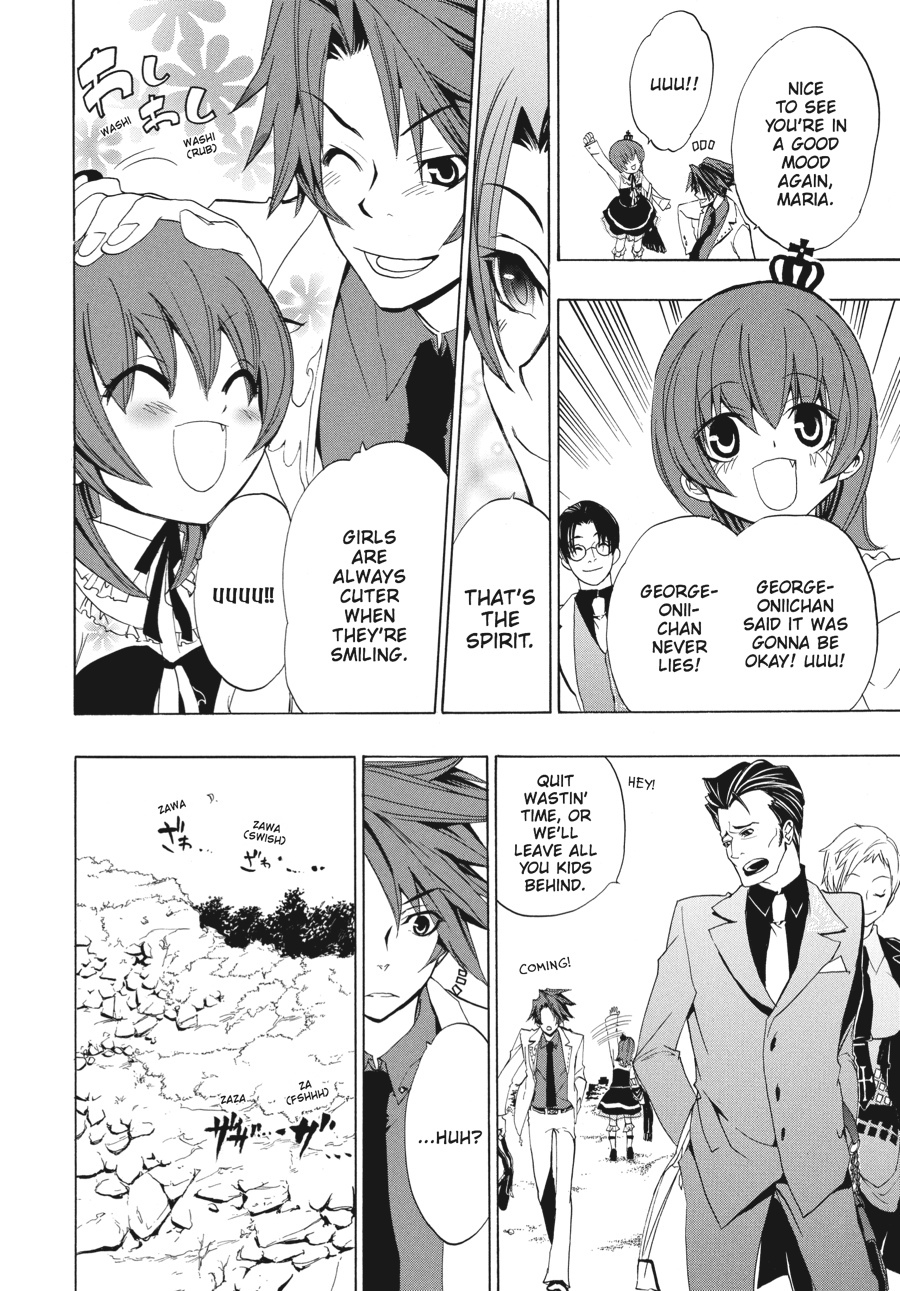 NICE
TO SEE
YOU'RE IN
A GOOD
MOOD
AGAIN,
MARIA.
UUU!!
GEORGE-
ONIICHAN
SAID IT WAS
GONNA BE
OKAY! UUU!
GEORGE-
ONII-
CHAN
NEVER
LIES!
THAT'S
THE
SPIRIT.
わし
わし
WASHI
WASHI
(RUB)
GIRLS
ARE
ALWAYS
CUTER
WHEN
THEY'RE
SMILING.
UUUU!!
HEY!
QUIT
WASTIN'
TIME, OR
WE'LL
LEAVE ALL
YOU KIDS
BEHIND.
COMING!
...HUH?
ZAWA
(SWISH)
ざわ
ZAWA
ざわ
ZA
(FSHHH)
ZAZA
ザザ・・・ザ